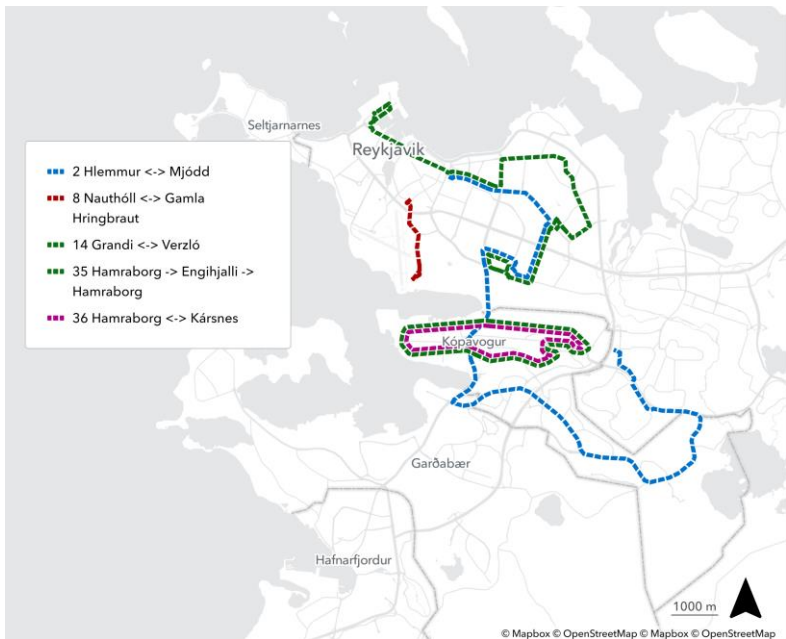 Seltjarnarnes
Reykjavik
2 Hlemmur <-> Mjódd
8 Nauthóll <-> Gamla
Hringbraut
14 Grandi <-> Verzló
35 Hamraborg -> Engihjalli ->
Hamraborg
36 Hamraborg <-> Kársnes
Kópavogur
Garðabær
Hafnarfjordur
1000 m
© Mapbox © OpenStreetMap © Mapbox © OpenStreetMap